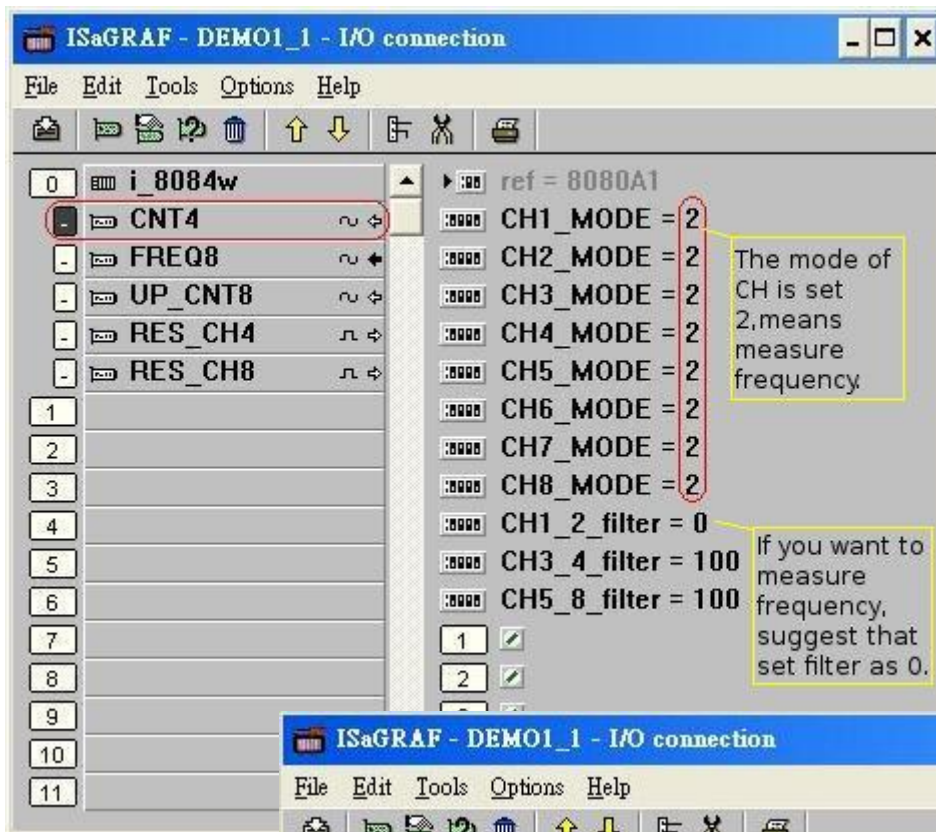 ISaGRAF - DEMO1_1 - I/O connection
File Edit Tools Options Help
0 i_8084w
CNT4
FREQ8
UP_CNT8
RES_CH4
RES_CH8
1
2
3
4
5
6
7
8
9
10
11
ref = 8080A1
CH1_MODE = 2
CH2_MODE = 2
CH3_MODE = 2
CH4_MODE = 2
CH5_MODE = 2
CH6_MODE = 2
CH7_MODE = 2
CH8_MODE = 2
CH1_2_filter = 0
CH3_4_filter = 100
CH5_8_filter = 100
1
2
The mode of
CH is set
2,means
measure
frequency.
If you want to
measure
frequency,
suggest that
set filter as 0.
ISaGRAF - DEMO1_1 - I/O connection
File Edit Tools Options Help